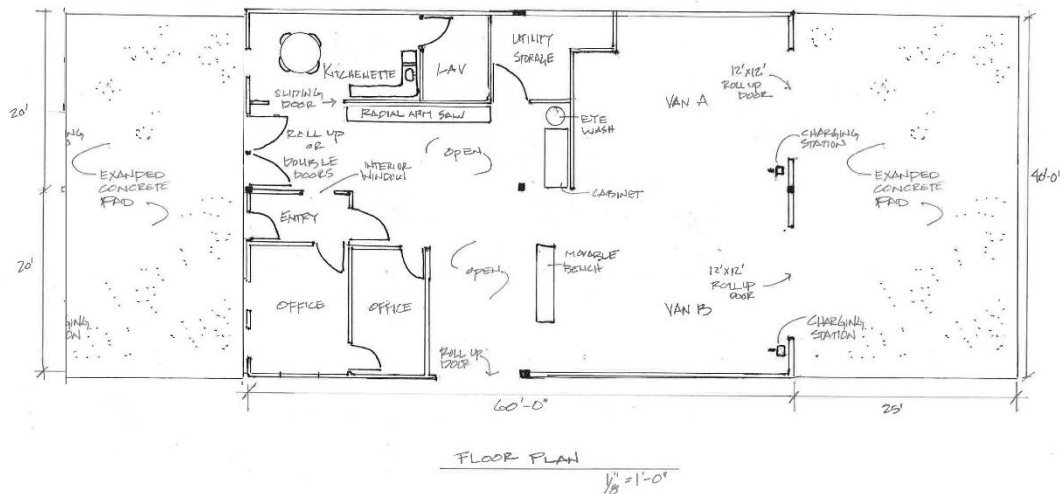 UTILITY
STORAGE
KITCHENETTE
LAV
SLIDING
DOOR
RADIAL ARM SAW
VAN A
12'x12'
ROLL UP
DOOR
20'
ROLL UP
OR
DOUBLE
DOORS
OPEN
EYE
WASH
CHARGING
STATION
INTERIOR
WINDOW
CABINET
EXANDED
CONCRETE
PAD
EXANDED
CONCRETE
PAD
40'-0"
ENTRY
OPEN
MOVABLE
BENCH
12'x12'
ROLL UP
DOOR
20'
OFFICE
OFFICE
VAN B
CHARGING
STATION
GING
ON
ROLL UP
DOOR
60'-0"
25'
FLOOR PLAN
1/8" = 1'-0"